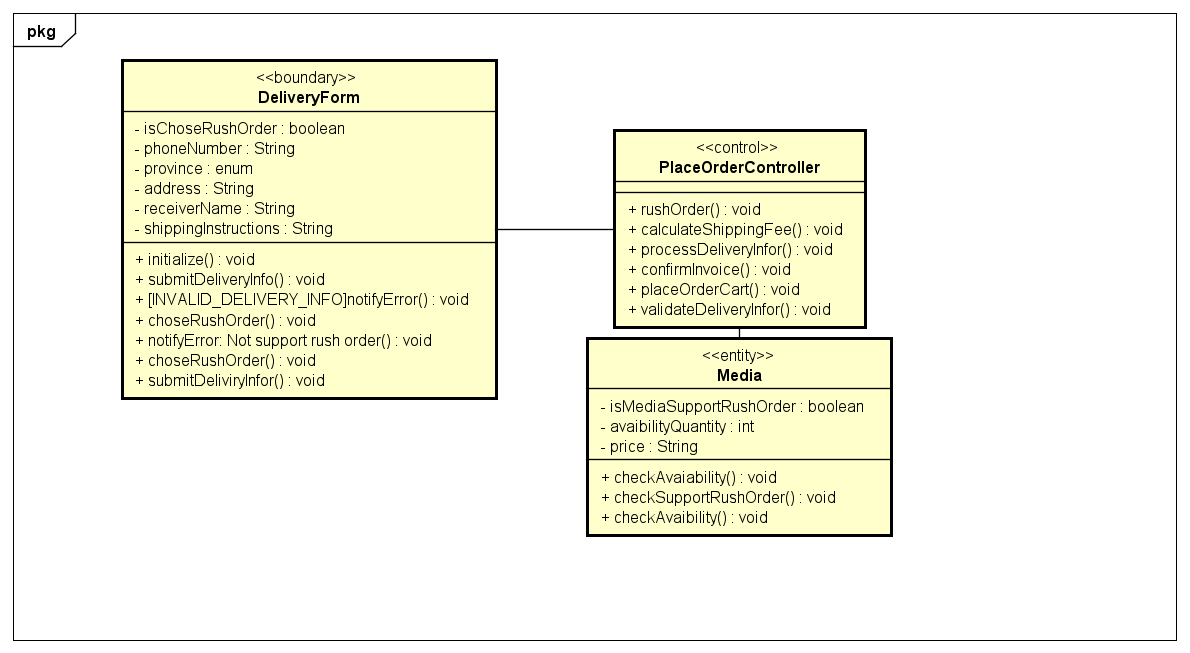 pkg
<<boundary>>
DeliveryForm
- isChoseRushOrder : boolean
- phoneNumber : String
- province : enum
- address : String
- receiverName : String
- shippingInstructions : String
+ initialize() : void
+ submitDeliveryInfo() : void
+ [INVALID_DELIVERY_INFO]notifyError() : void
+ choseRushOrder() : void
+ notifyError: Not support rush order() : void
+ choseRushOrder() : void
+ submitDeliviryInfor() : void
<<control>>
PlaceOrderController
+ rushOrder() : void
+ calculateShippingFee() : void
+ processDeliveryInfor() : void
+ confirmInvoice() : void
+ placeOrderCart() : void
+ validateDeliveryInfor() : void
<<entity>>
Media
- isMediaSupportRushOrder : boolean
- avaibilityQuantity : int
- price : String
+ checkAvaiability() : void
+ checkSupportRushOrder() : void
+ checkAvaibility() : void